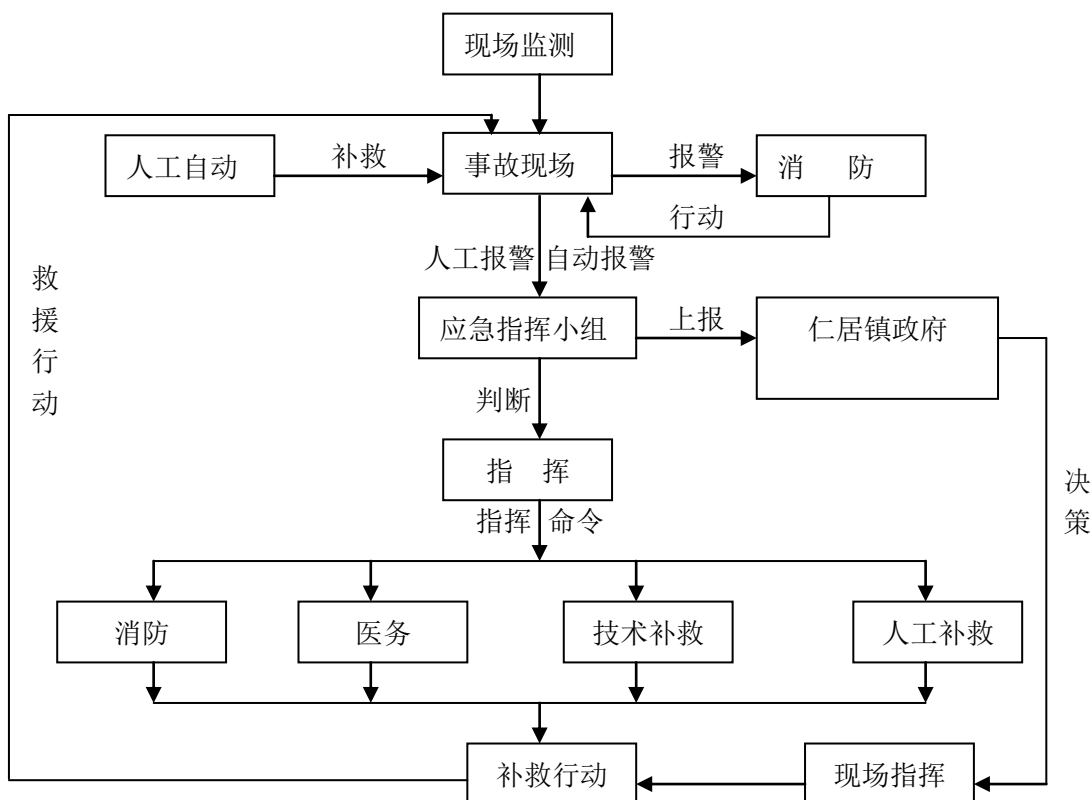 现场监测
人工自动
补救
事故现场
报警
消 防
行动
人工报警 自动报警
救援行动
应急指挥小组
上报
仁居镇政府
判断
指 挥
决策
指挥 命令
消防
医务
技术补救
人工补救
补救行动
现场指挥